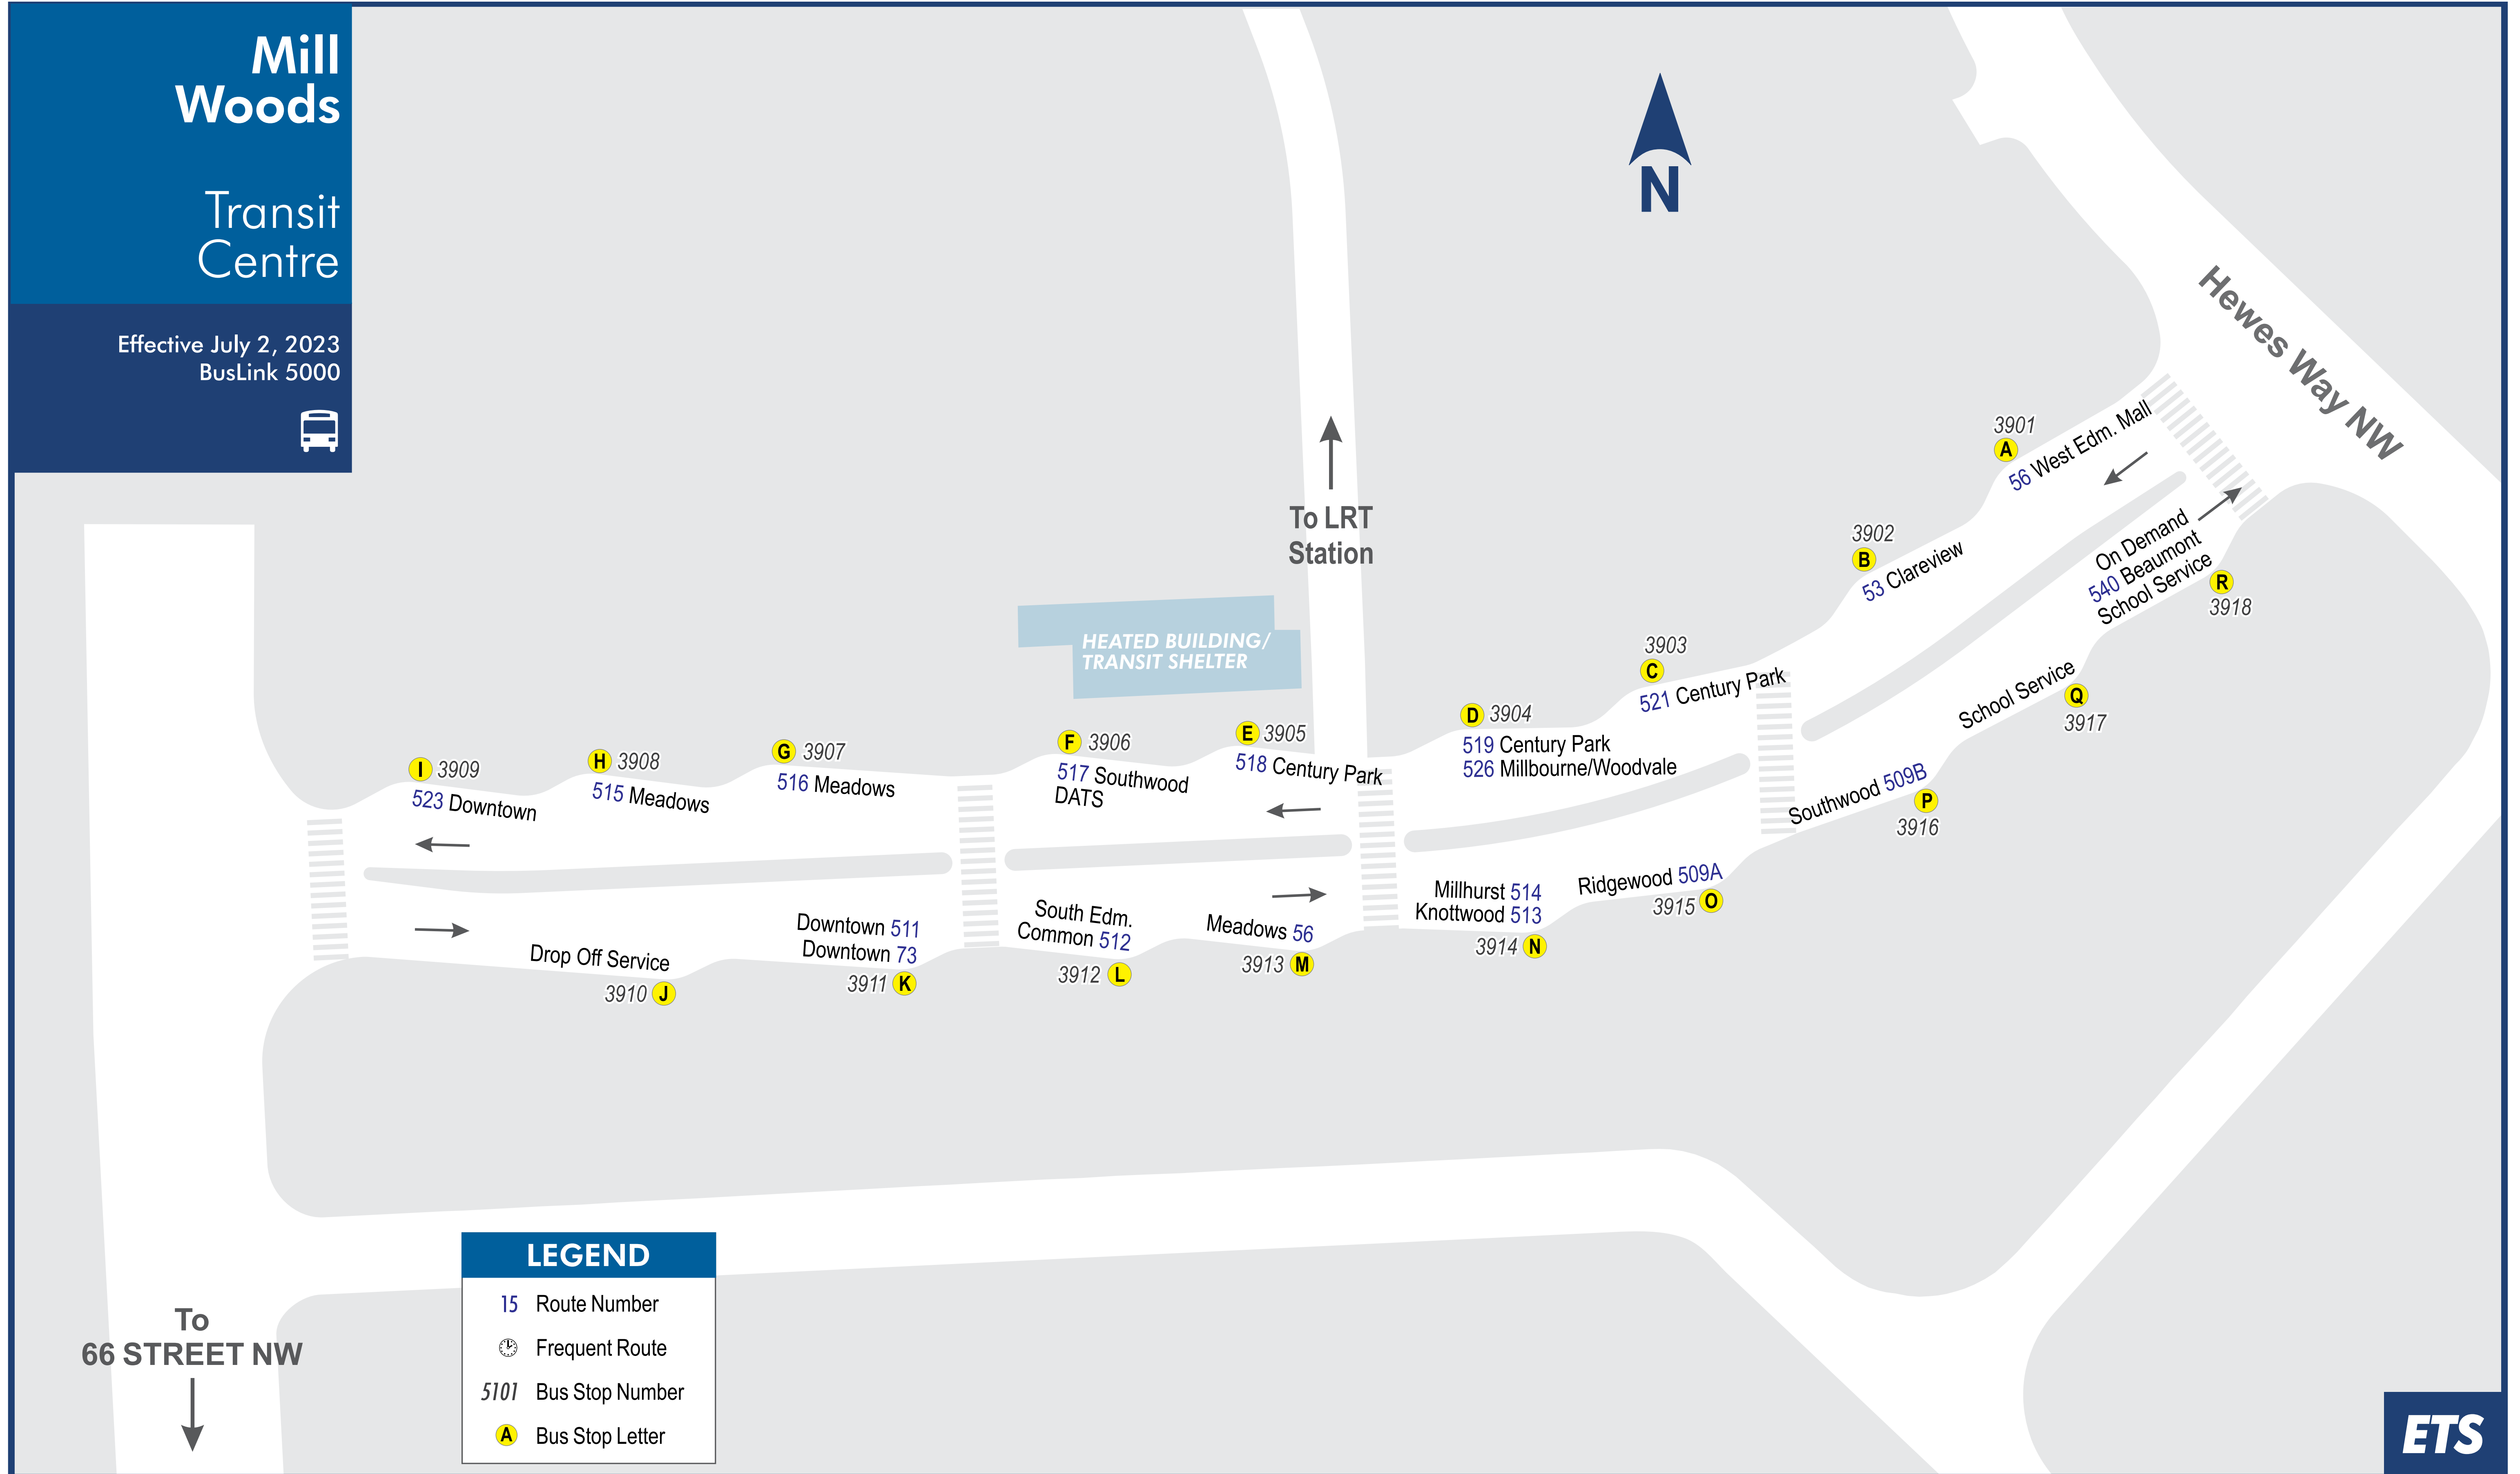 Mill
Woods
Transit
Centre
Effective July 2, 2023
BusLink 5000
N
Hewes Way NW
To LRT
Station
HEATED BUILDING/
TRANSIT SHELTER
3901
A
56 West Edm. Mall
3902
B
53 Clareview
3903
C
521 Century Park
D 3904
519 Century Park
526 Millbourne/Woodvale
E 3905
518 Century Park
F 3906
517 Southwood
DATS
G 3907
516 Meadows
H 3908
515 Meadows
I 3909
523 Downtown
Drop Off Service
3910 J
Downtown 511
Downtown 73
3911 K
South Edm.
Common 512
3912 L
Meadows 56
3913 M
Millhurst 514
Knottwood 513
3914 N
Ridgewood 509A
3915 O
Southwood 509B
P
3916
School Service
Q
3917
On Demand
540 Beaumont
School Service
R
3918
To
66 STREET NW
LEGEND
15 Route Number
Frequent Route
5101 Bus Stop Number
A Bus Stop Letter
ETS